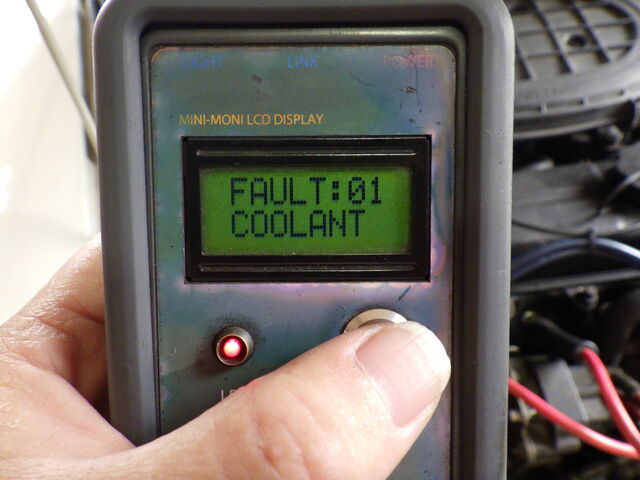 LIGHT LINK POWER
MINI-MONI LCD DISPLAY
FAULT:01
COOLANT